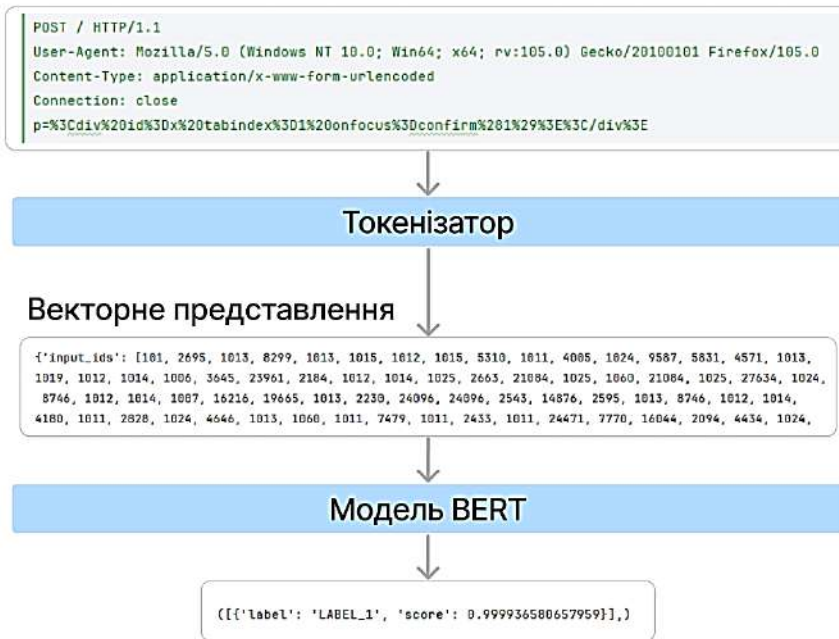 POST / HTTP/1.1
User-Agent: Mozilla/5.0 (Windows NT 10.0; Win64; x64; rv:105.0) Gecko/20100101 Firefox/105.0
Content-Type: application/x-www-form-urlencoded
Connection: close
p=%3Cdiv%20id%3Dx%20tabindex%3D1%20onfocus%3Dconfirm%281%29%3E%3C/div%3E
Токенізатор
Векторне представлення
{'input_ids': [101, 2695, 1013, 8299, 1013, 1015, 1012, 1015, 5310, 1011, 4005, 1024, 9587, 5831, 4571, 1013,
1019, 1012, 1014, 1006, 3645, 23961, 2184, 1012, 1014, 1025, 2663, 21084, 1025, 1060, 21084, 1025, 27634, 1024,
8746, 1012, 1014, 1007, 16216, 19665, 1013, 2230, 24096, 24096, 2543, 14876, 2595, 1013, 8746, 1012, 1014,
4180, 1011, 2828, 1024, 4646, 1013, 1060, 1011, 7479, 1011, 2433, 1011, 24471, 7770, 16044, 2094, 4434, 1024,
Модель BERT
([{'label': 'LABEL_1', 'score': 0.999936580657959}],)